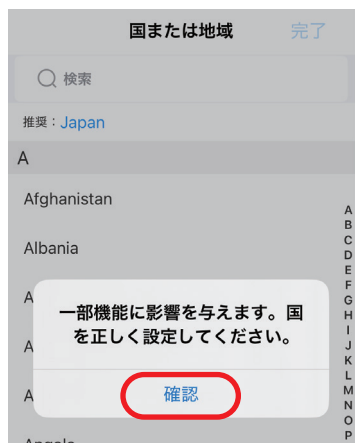 国または地域 完了
検索
推奨：Japan
A
Afghanistan
Albania
A
一部機能に影響を与えます。国
を正しく設定してください。
A
A
確認
A
B
C
D
E
F
G
H
I
J
K
L
M
N
O
P